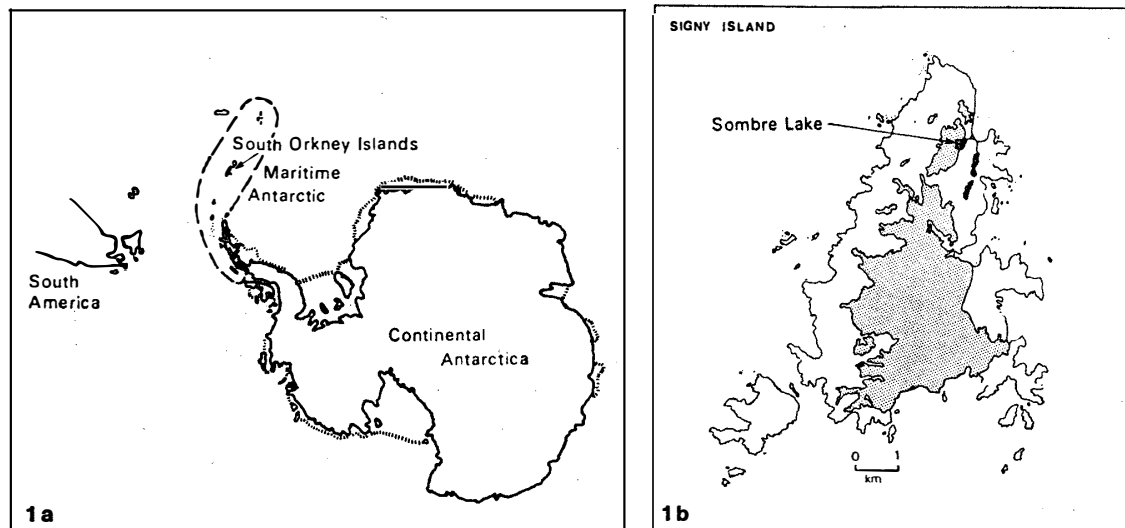 South Orkney Islands
Maritime
Antarctic
South
America
Continental
Antarctica
1a
SIGNY ISLAND
Sombre Lake
0 1
km
1b